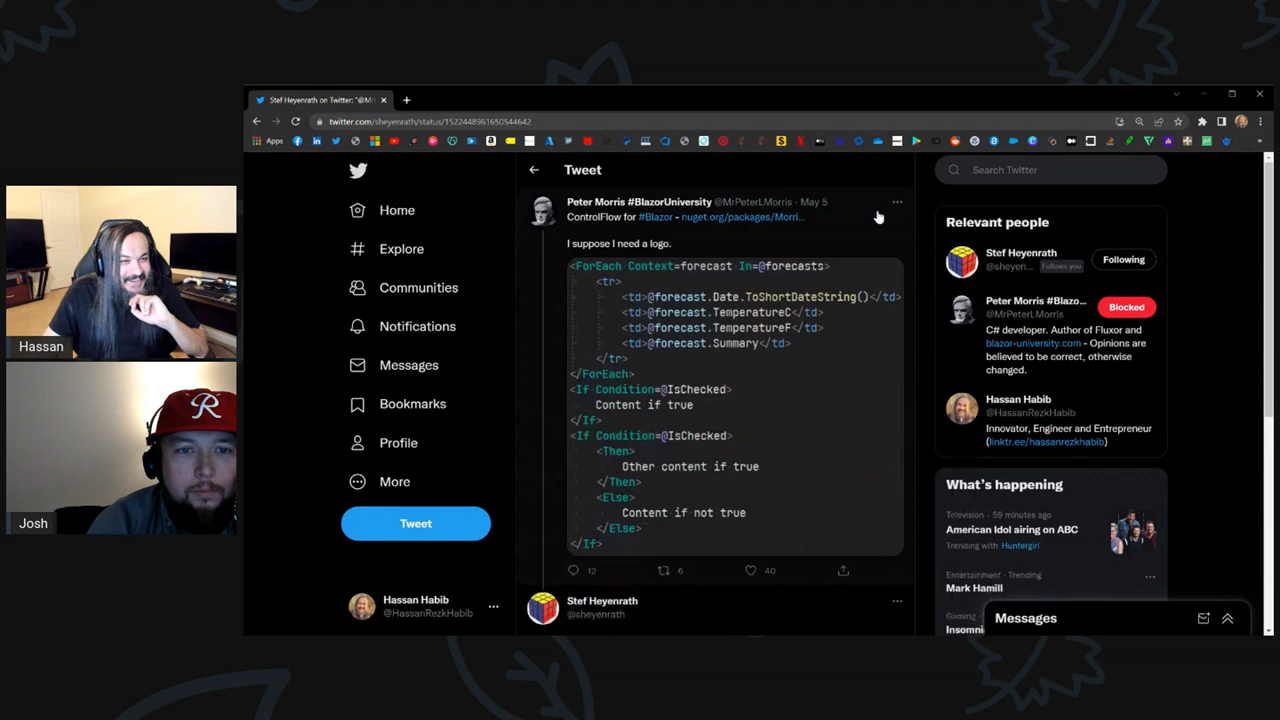 Hassan
Josh
Stef Heyenrath on Twitter: "@Mr
twitter.com/sheyenrath/status/1522448961650544642
Apps
Home
Explore
Communities
Notifications
Messages
Bookmarks
Profile
More
Tweet
Hassan Habib
@HassanRezkHabib
Tweet
Peter Morris #BlazorUniversity @MrPeterLMorris · May 5
ControlFlow for #Blazor - nuget.org/packages/Morri...
I suppose I need a logo.
<ForEach Context=forecast In=@forecasts>
<tr>
<td>@forecast.Date.ToShortDateString()</td>
<td>@forecast.TemperatureC</td>
<td>@forecast.TemperatureF</td>
<td>@forecast.Summary</td>
</tr>
</ForEach>
<If Condition=@IsChecked>
Content if true
</If>
<If Condition=@IsChecked>
<Then>
Other content if true
</Then>
<Else>
Content if not true
</Else>
</If>
12 6 40
Stef Heyenrath
@sheyenrath
Search Twitter
Relevant people
Stef Heyenrath
@sheyen... Follows you
Following
Peter Morris #Blazo...
@MrPeterLMorris
Blocked
C# developer. Author of Fluxor and
blazor-university.com - Opinions are
believed to be correct, otherwise
changed.
Hassan Habib
@HassanRezkHabib
Innovator, Engineer and Entrepreneur
(linktr.ee/hassanrezkhabib)
What's happening
Television · 59 minutes ago
American Idol airing on ABC
Trending with Huntergirl
Entertainment · Trending
Mark Hamill
Gaming
Insomni
Messages